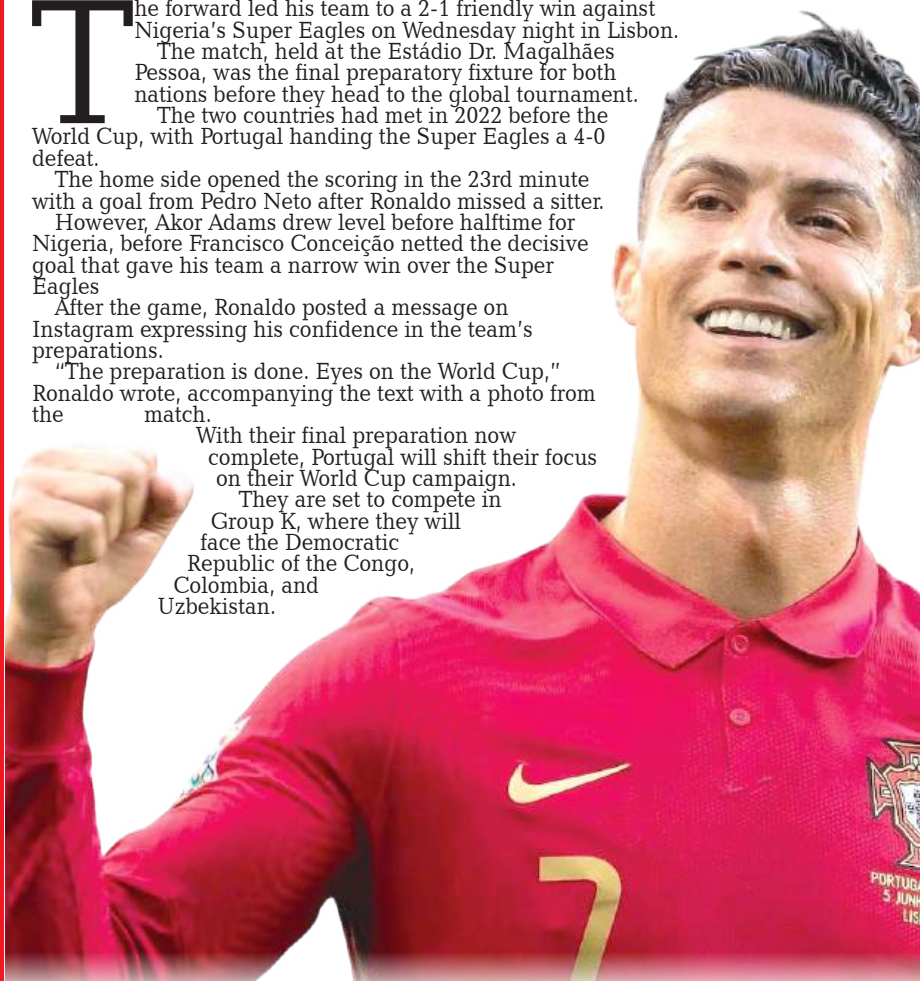 The forward led his team to a 2-1 friendly win against
Nigeria’s Super Eagles on Wednesday night in Lisbon.
The match, held at the Estádio Dr. Magalhães
Pessoa, was the final preparatory fixture for both
nations before they head to the global tournament.
The two countries had met in 2022 before the
World Cup, with Portugal handing the Super Eagles a 4-0
defeat.
The home side opened the scoring in the 23rd minute
with a goal from Pedro Neto after Ronaldo missed a sitter.
However, Akor Adams drew level before halftime for
Nigeria, before Francisco Conceição netted the decisive
goal that gave his team a narrow win over the Super
Eagles
After the game, Ronaldo posted a message on
Instagram expressing his confidence in the team’s
preparations.
“The preparation is done. Eyes on the World Cup,”
Ronaldo wrote, accompanying the text with a photo from
the match.
With their final preparation now
complete, Portugal will shift their focus
on their World Cup campaign.
They are set to compete in
Group K, where they will
face the Democratic
Republic of the Congo,
Colombia, and
Uzbekistan.
7